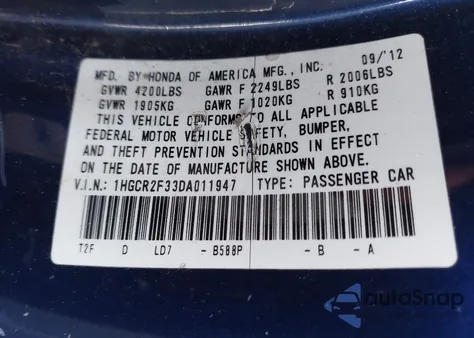 MFD. BY HONDA OF AMERICA MFG., INC. 09/'12
GVWR 4200LBS GAWR F 2249LBS R 2006LBS
GVWR 1905KG GAWR F 1020KG R 910KG
THIS VEHICLE CONFORMS TO ALL APPLICABLE
FEDERAL MOTOR VEHICLE SAFETY, BUMPER,
AND THEFT PREVENTION STANDARDS IN EFFECT
ON THE DATE OF MANUFACTURE SHOWN ABOVE.
V.I.N.: 1HGCR2F33DA011947 TYPE: PASSENGER CAR
T2F D LD7 - B588P - B - A
autoSnap